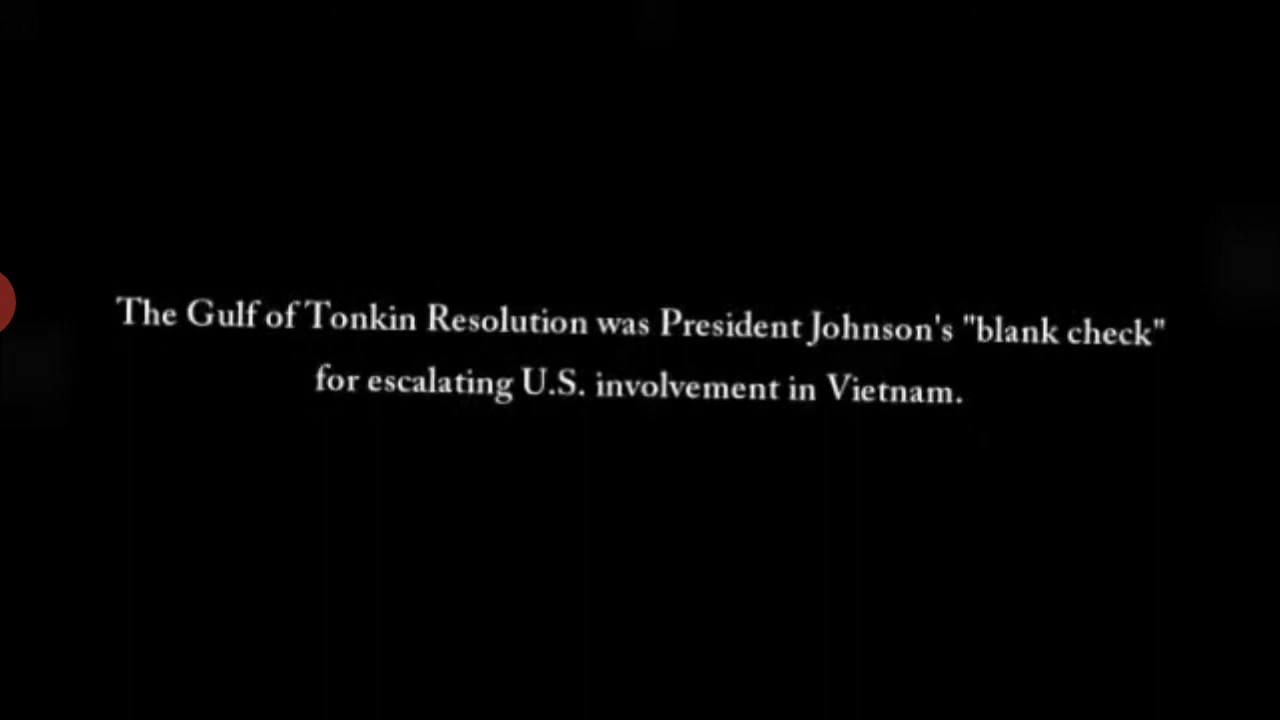 The Gulf of Tonkin Resolution was President Johnson's "blank check"
for escalating U.S. involvement in Vietnam.